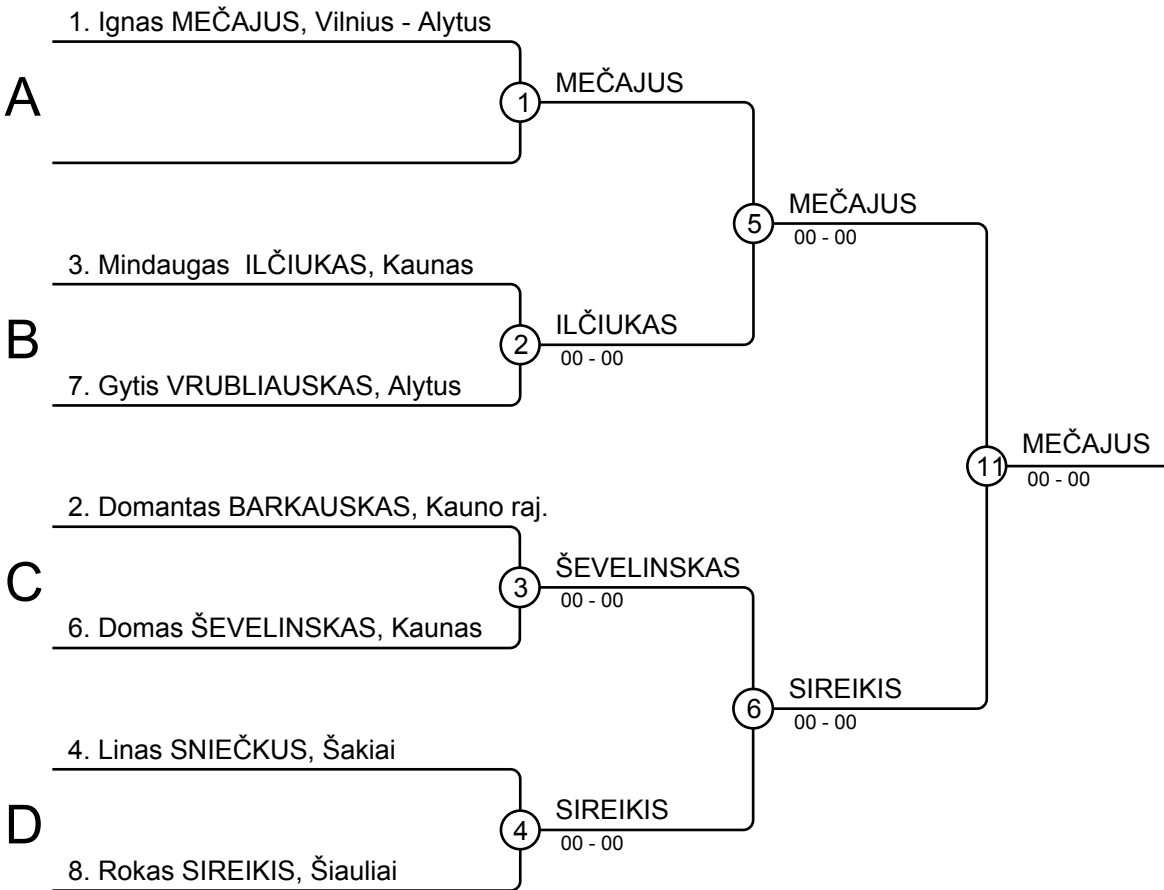 1. Ignas MEČAJUS, Vilnius - Alytus
A
1
MEČAJUS
5
MEČAJUS
00 - 00
3. Mindaugas  ILČIUKAS, Kaunas
B
2
ILČIUKAS
00 - 00
7. Gytis VRUBLIAUSKAS, Alytus
11
MEČAJUS
00 - 00
2. Domantas BARKAUSKAS, Kauno raj.
C
3
ŠEVELINSKAS
00 - 00
6. Domas ŠEVELINSKAS, Kaunas
6
SIREIKIS
00 - 00
4. Linas SNIEČKUS, Šakiai
D
4
SIREIKIS
00 - 00
8. Rokas SIREIKIS, Šiauliai